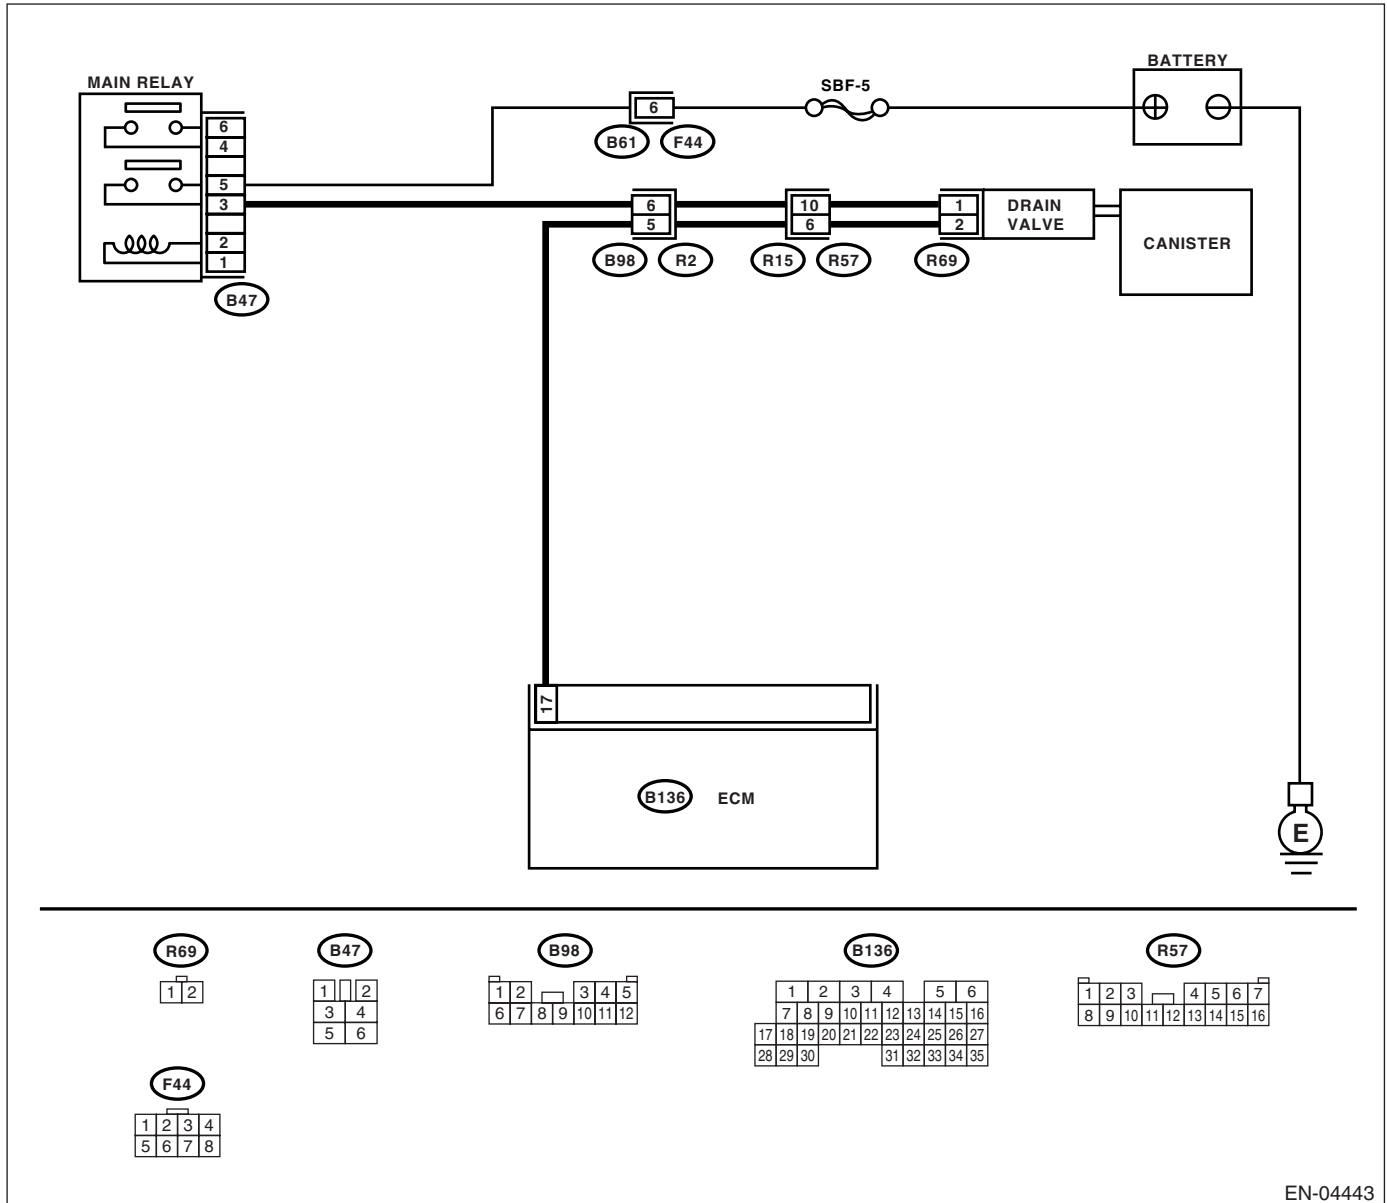 BATTERY
MAIN RELAY
SBF-5
6
B61
F44
6
4
5
3
2
1
B47
6
5
B98
R2
10
6
R15
R57
1
2
R69
DRAIN
VALVE
CANISTER
17
B136
ECM
E
R69
1 2
B47
1 2
3 4
5 6
B98
1 2 3 4 5
6 7 8 9 10 11 12
B136
1 2 3 4 5 6
7 8 9 10 11 12 13 14 15 16
17 18 19 20 21 22 23 24 25 26 27
28 29 30 31 32 33 34 35
R57
1 2 3 4 5 6 7
8 9 10 11 12 13 14 15 16
F44
1 2 3 4
5 6 7 8
EN-04443